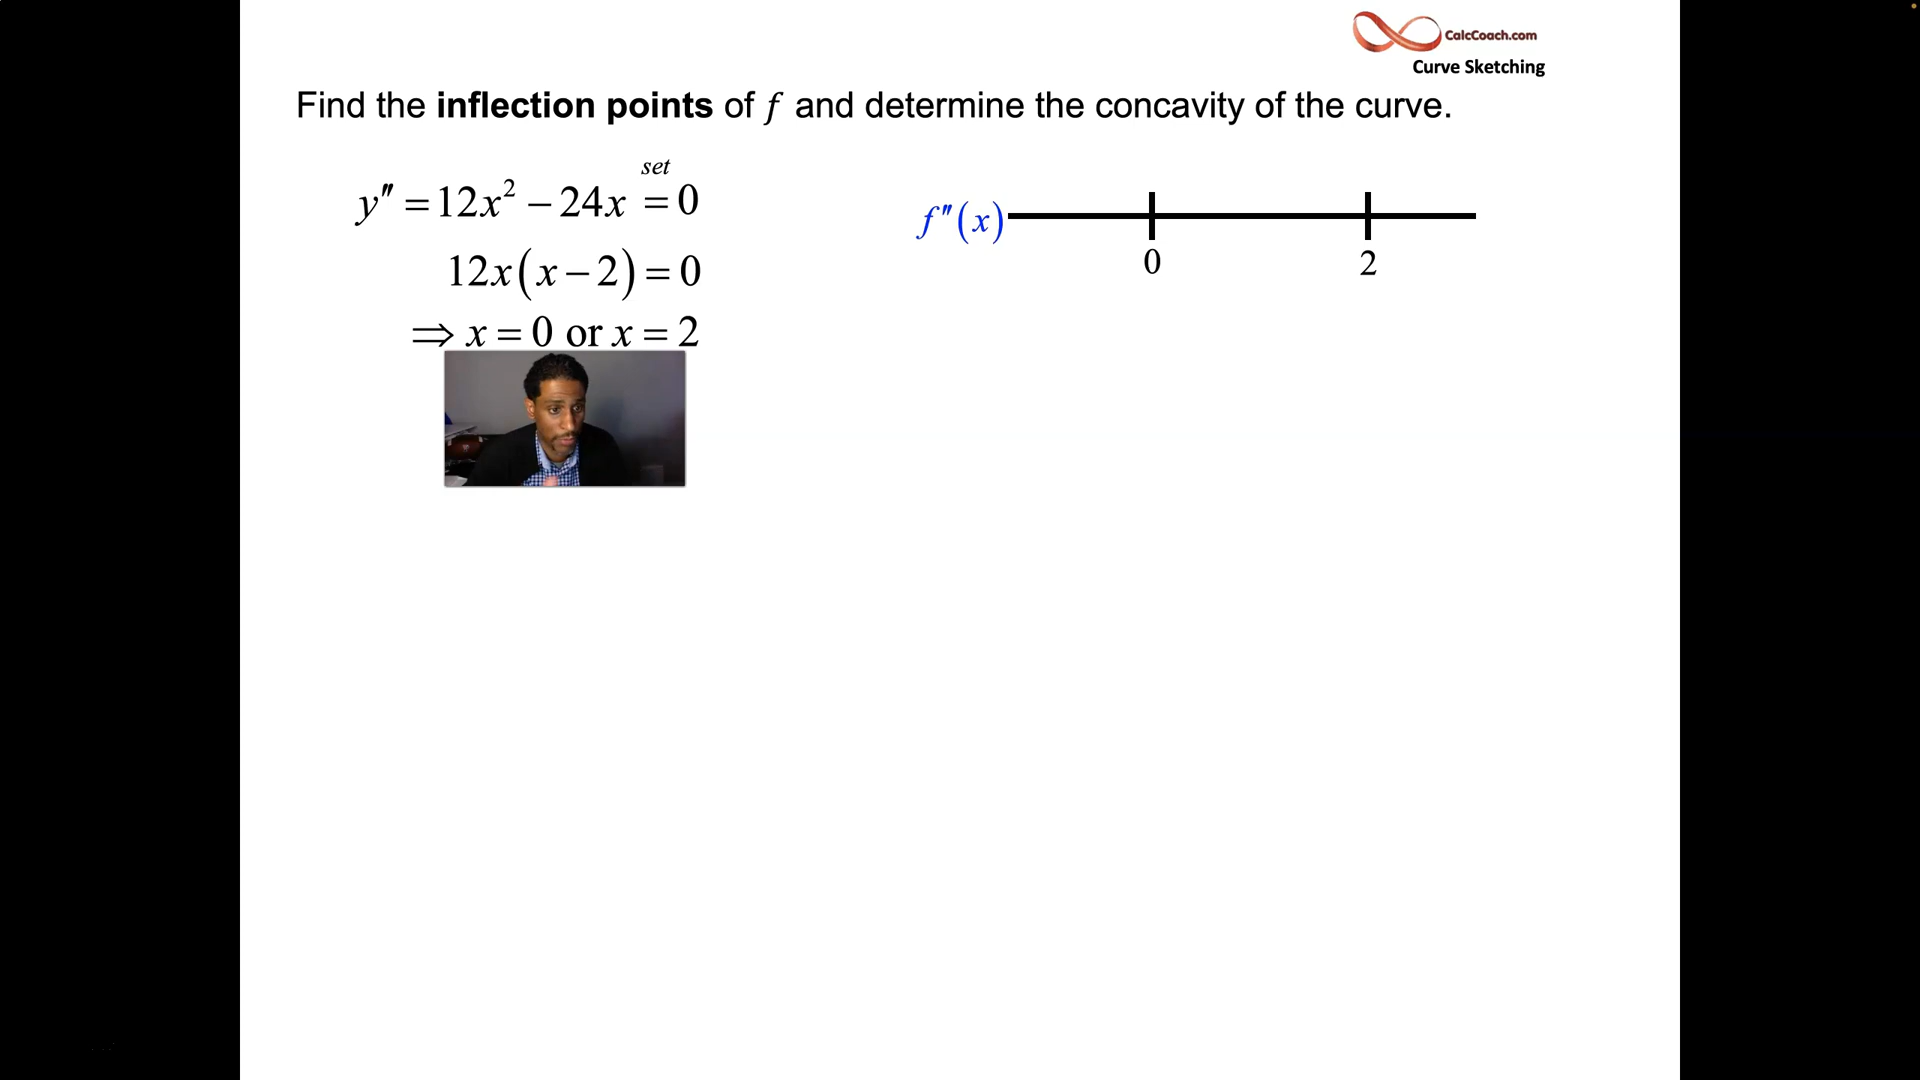 CalcCoach.com
Curve Sketching
Find the inflection points of f and determine the concavity of the curve.
set
y″ = 12x² − 24x = 0
12x(x − 2) = 0
⇒ x = 0 or x = 2
f″(x)
0 2